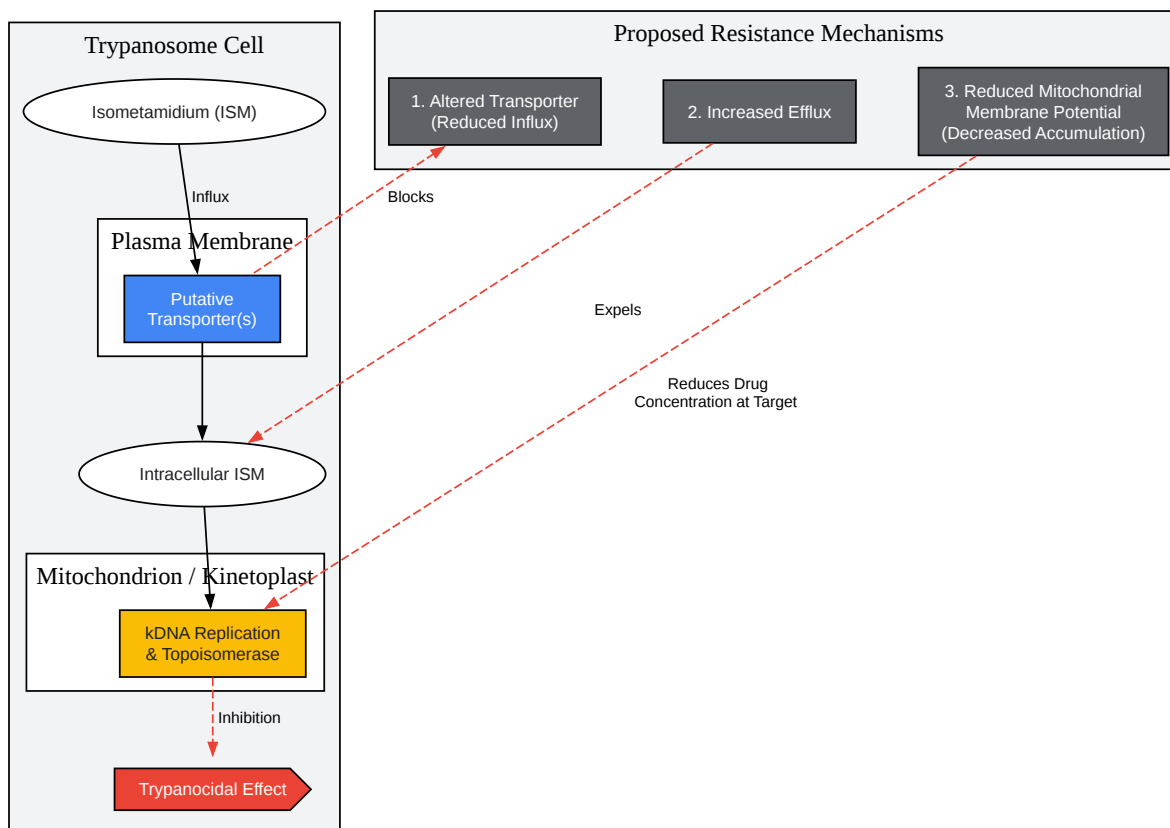 Trypanosome Cell
Isometamidium (ISM)
Influx
Plasma Membrane
Putative
Transporter(s)
Intracellular ISM
Mitochondrion / Kinetoplast
kDNA Replication
& Topoisomerase
Inhibition
Trypanocidal Effect
Proposed Resistance Mechanisms
1. Altered Transporter
(Reduced Influx)
2. Increased Efflux
3. Reduced Mitochondrial
Membrane Potential
(Decreased Accumulation)
Blocks
Expels
Reduces Drug
Concentration at Target